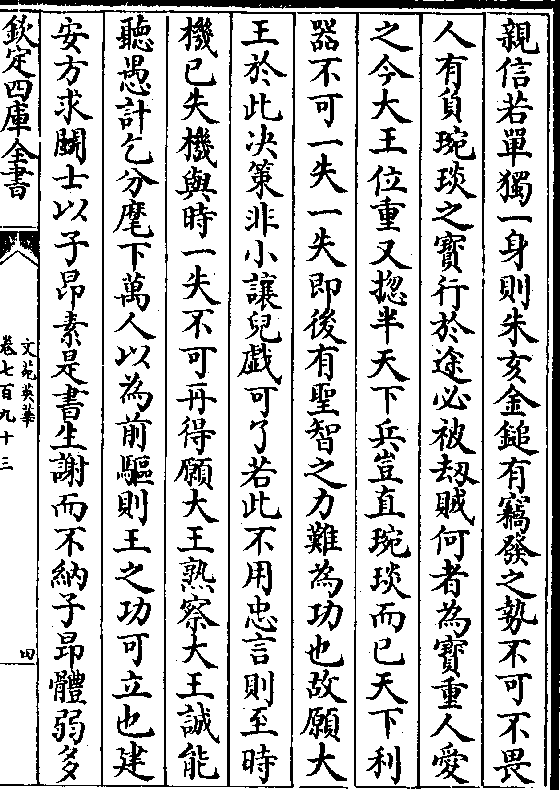 親信若單獨一身則朱亥金鎚有竊發之勢不可不畏
人有負琬琰之寳行於途必被刼賊何者為寳重人愛
之今大王位重又揔半天下兵豈直琬琰而已天下利
器不可一失一失即後有聖智之力難為功也故願大
王於此决策非小讓兒戯可了若此不用忠言則至時
機已失機與時一失不可再得願大王熟察大王誠能
聽愚計乞分麾下萬人以為前驅則王之功可立也建
安方求闘士以子昻素是書生謝而不納子昻體弱多
欽定四庫全書
文苑英華
卷七百九十三
四